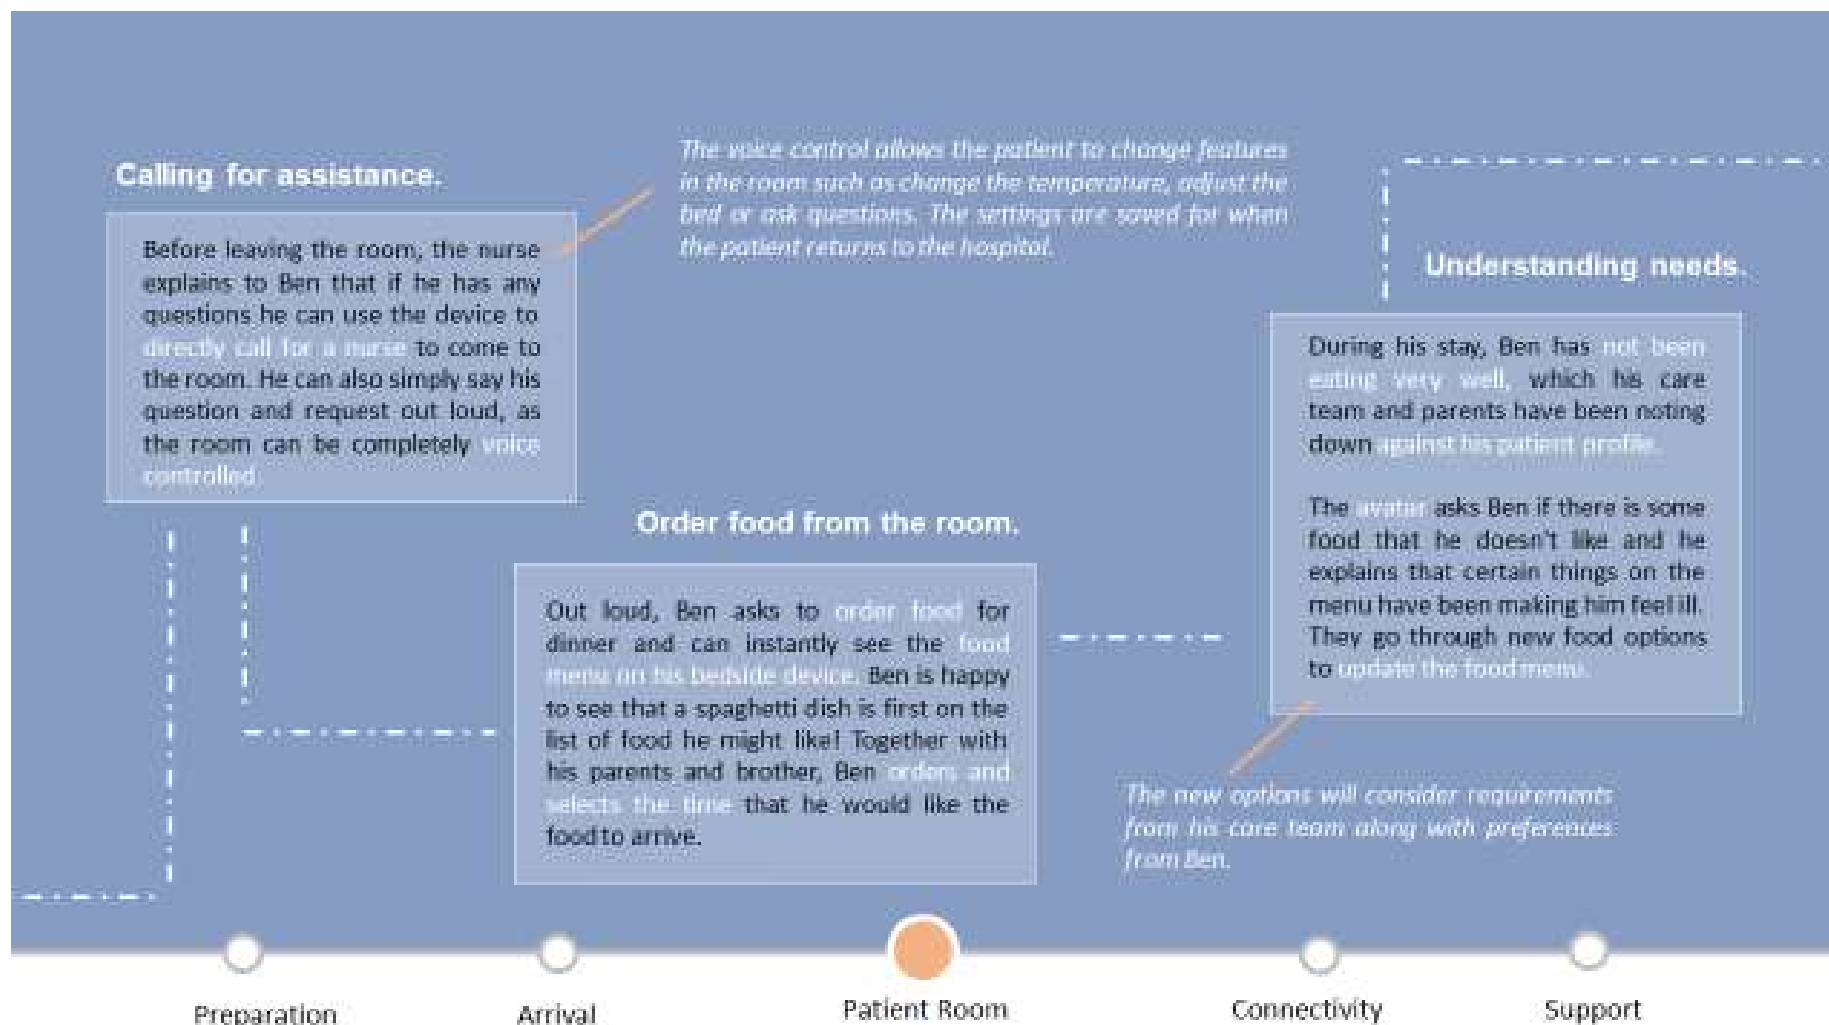 Calling for assistance.
Before leaving the room, the nurse
explains to Ben that if he has any
questions he can use the device to
directly call for a nurse to come to
the room. He can also simply say his
question and request out loud, as
the room can be completely voice
controlled.
The voice control allows the patient to change features
in the room such as change the temperature, adjust the
bed or ask questions. The settings are saved for when
the patient returns to the hospital.
Order food from the room.
Out loud, Ben asks to order food for
dinner and can instantly see the food
menu on his bedside device. Ben is happy
to see that a spaghetti dish is first on the
list of food he might like! Together with
his parents and brother, Ben orders and
selects the time that he would like the
food to arrive.
Understanding needs.
During his stay, Ben has not been
eating very well, which his care
team and parents have been noting
down against his patient profile.
The avatar asks Ben if there is some
food that he doesn't like and he
explains that certain things on the
menu have been making him feel ill.
They go through new food options
to update the food menu.
The new options will consider requirements
from his care team along with preferences
from Ben.
Preparation
Arrival
Patient Room
Connectivity
Support